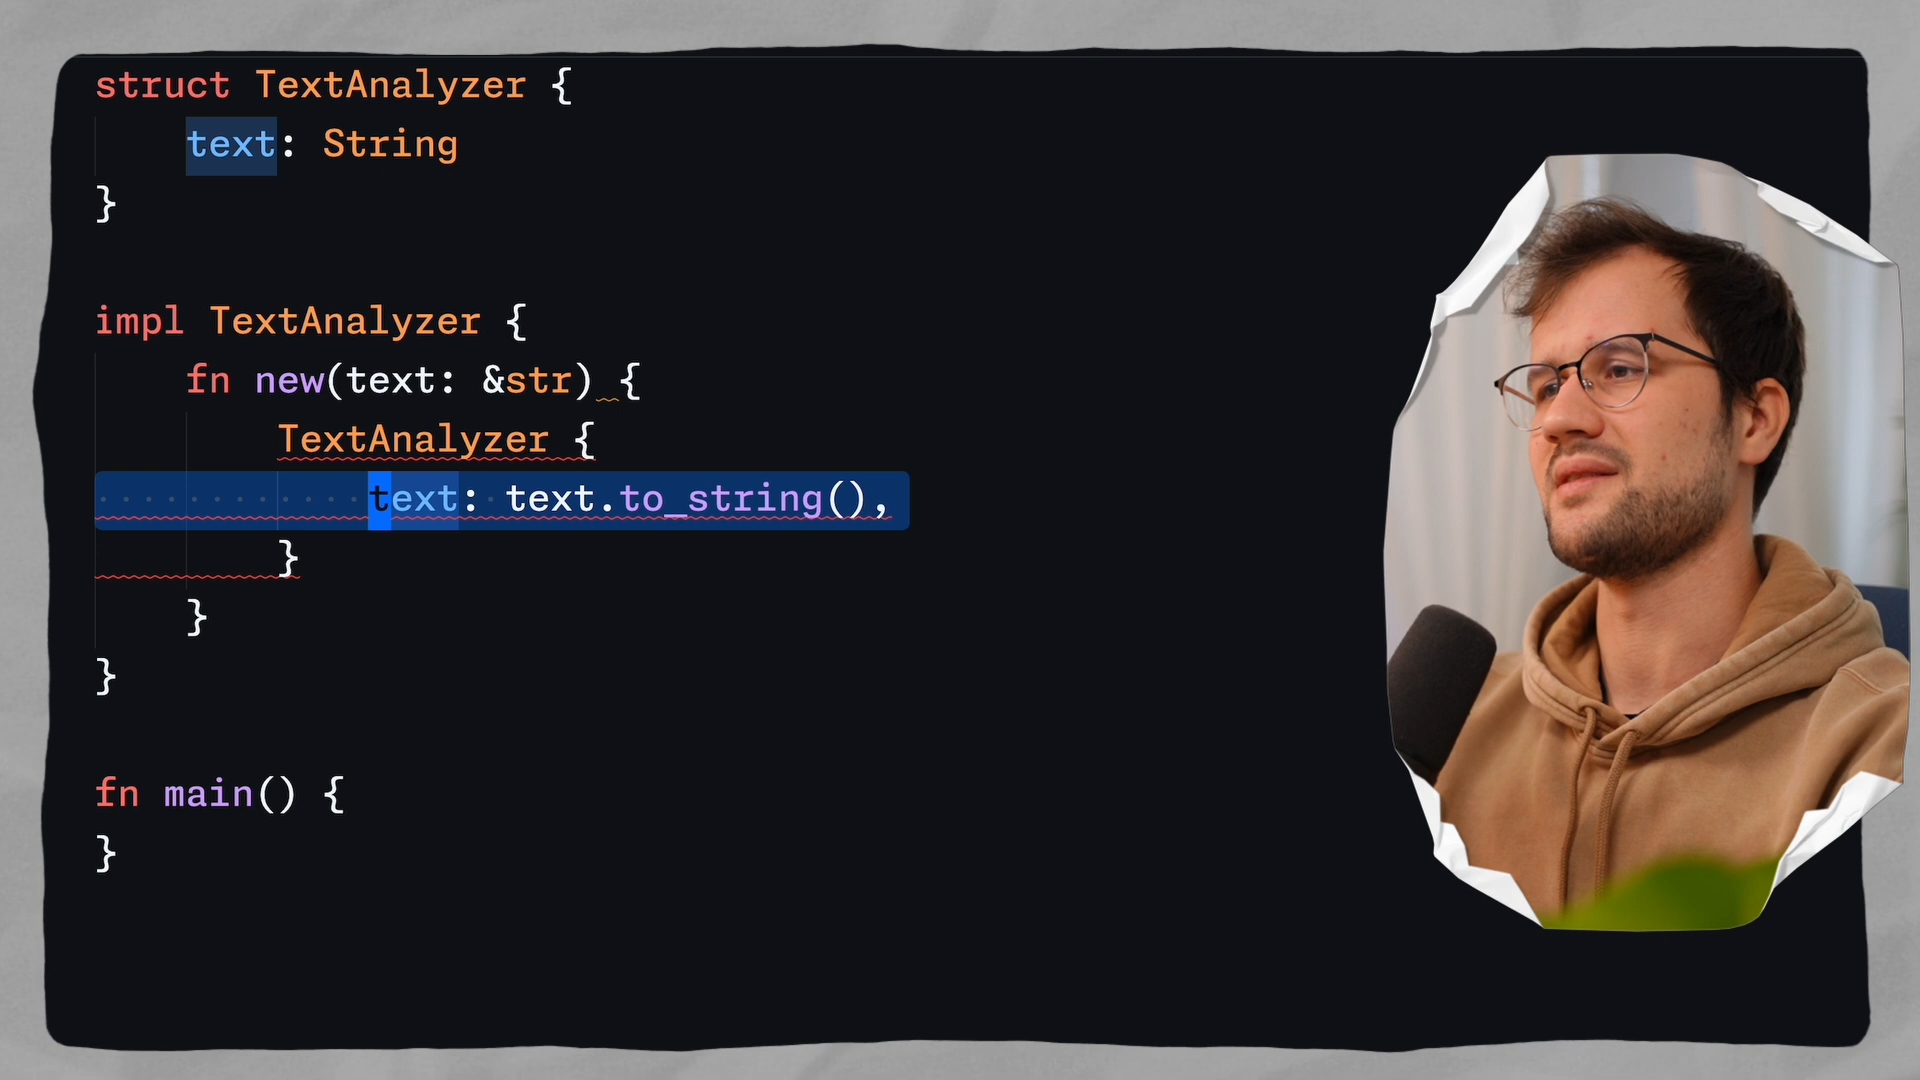 struct TextAnalyzer {
    text: String
}
impl TextAnalyzer {
    fn new(text: &str) {
        TextAnalyzer {
            text: text.to_string(),
        }
    }
}
fn main() {
}